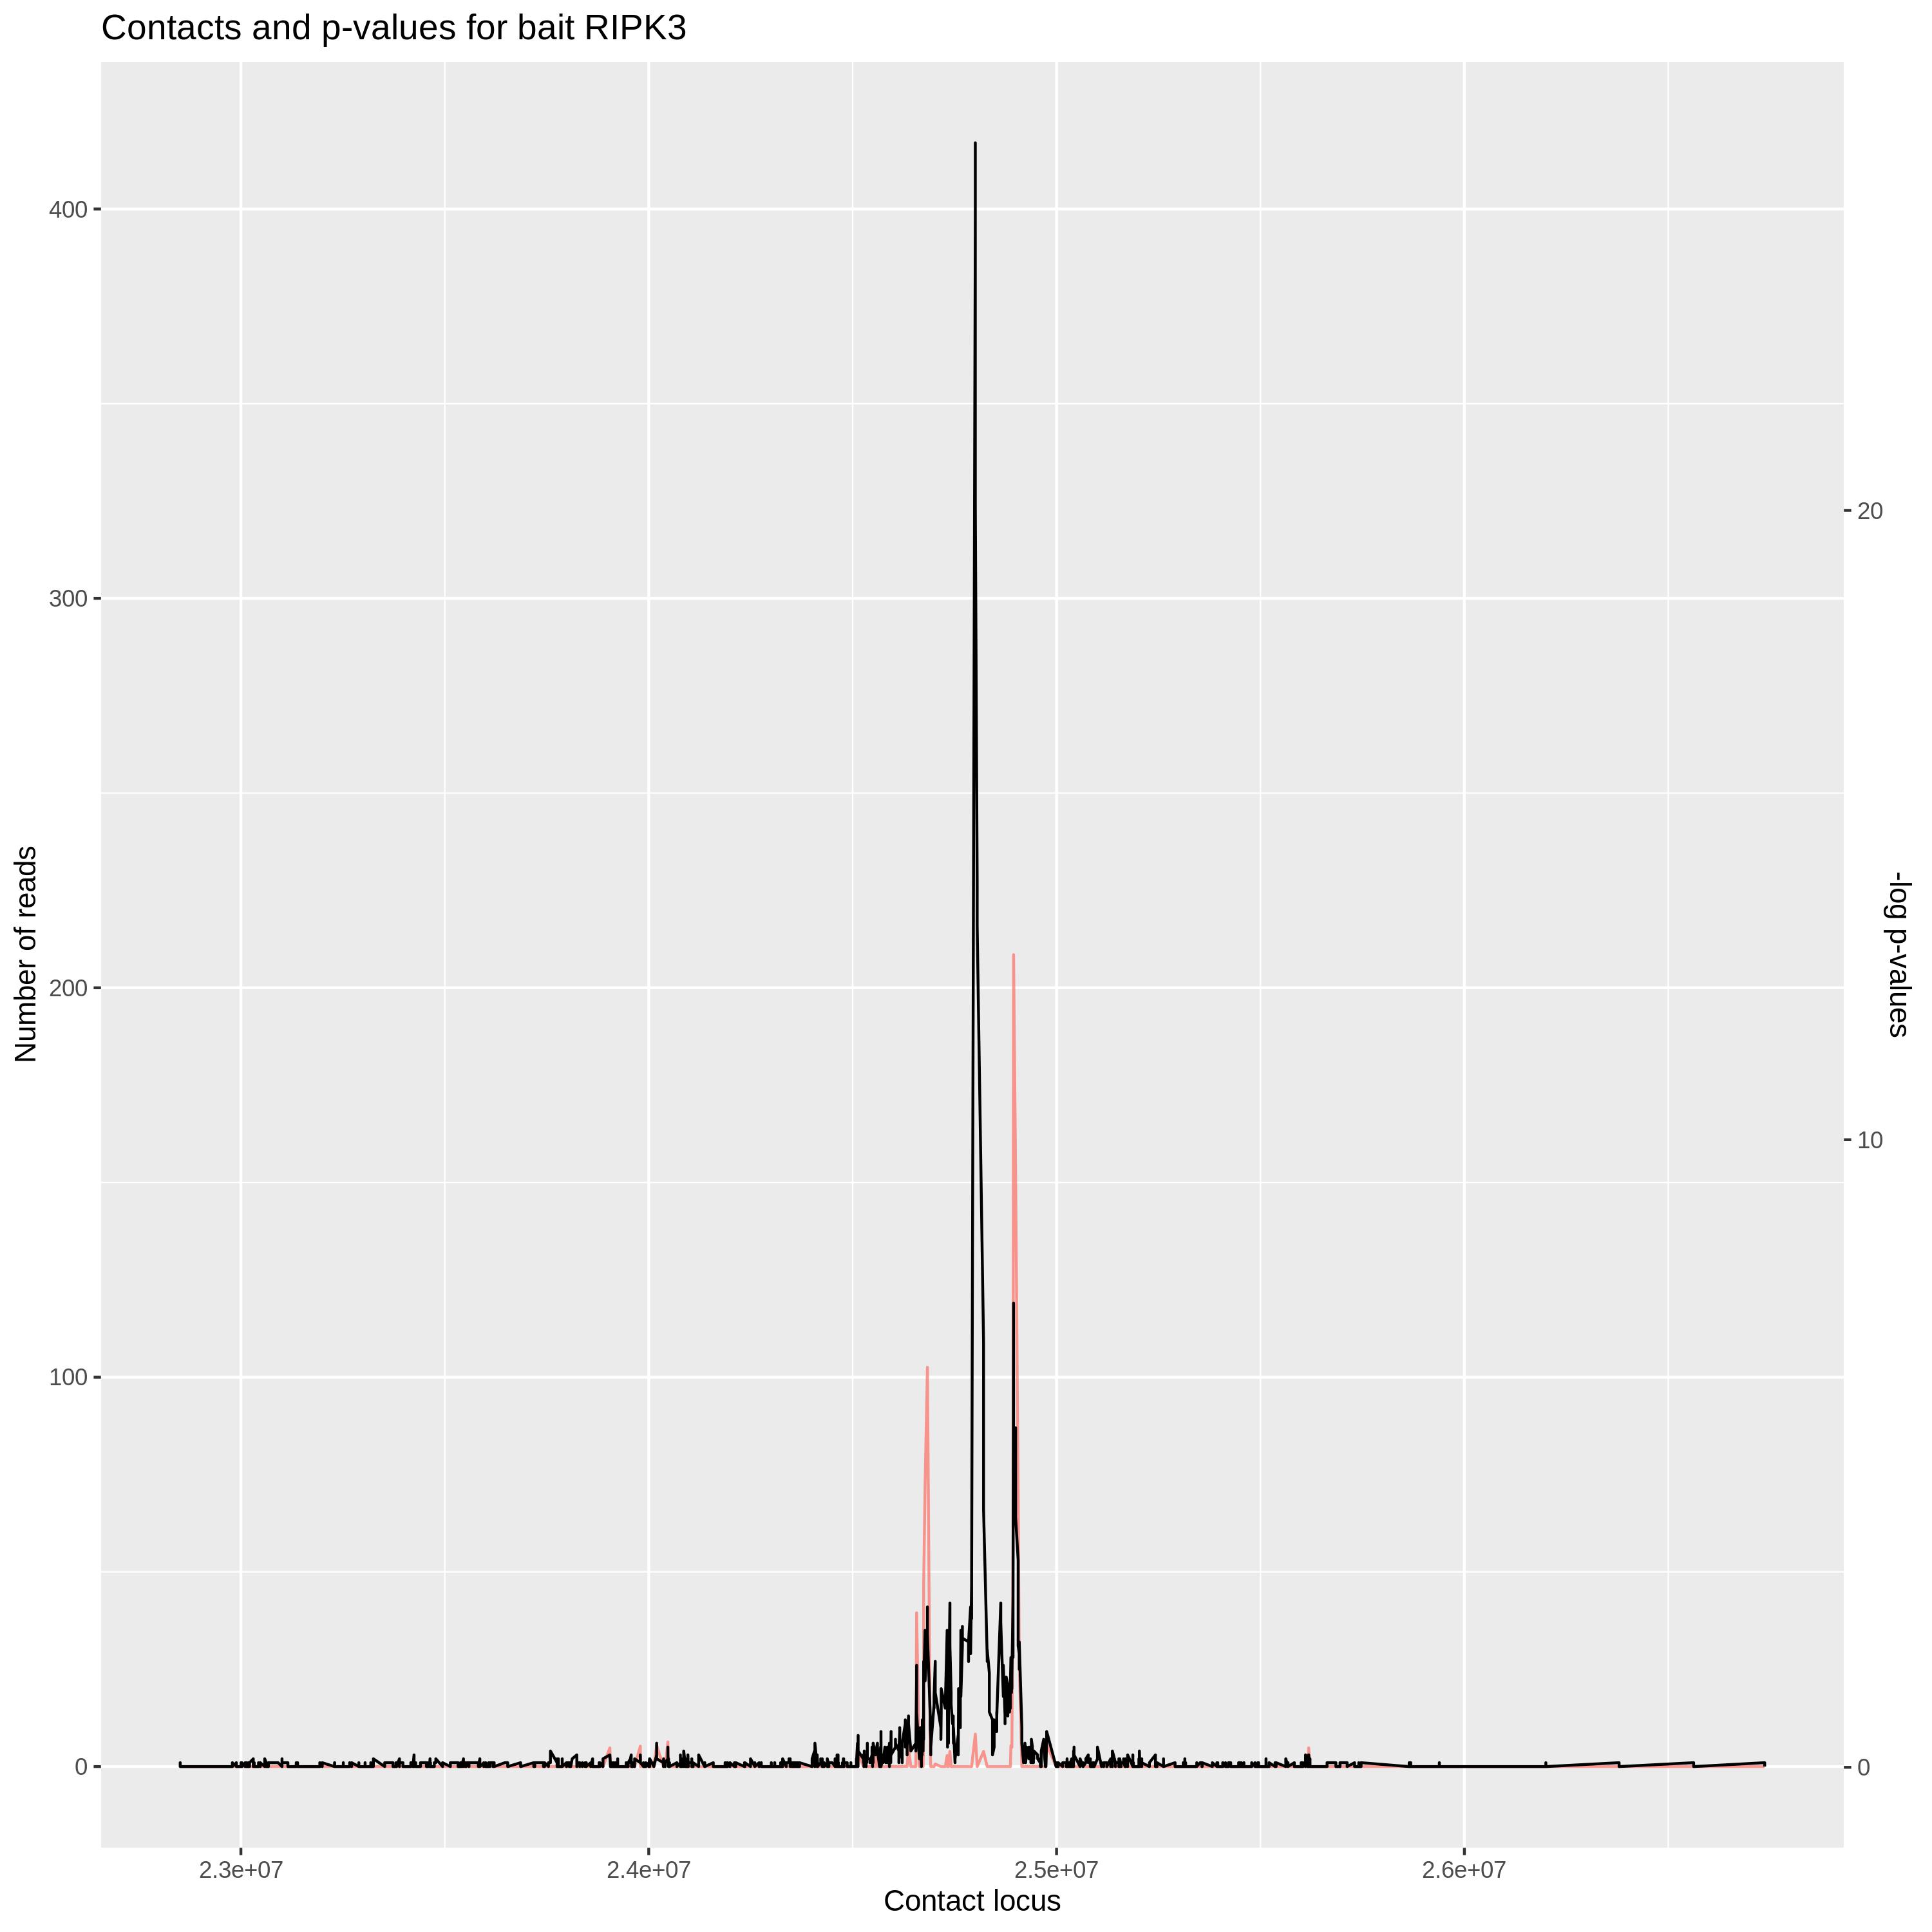 Contacts and p-values for bait RIPK3
400
300
200
100
0
20
10
0
Number of reads
-log p-values
2.3e+07
2.4e+07
2.5e+07
2.6e+07
Contact locus